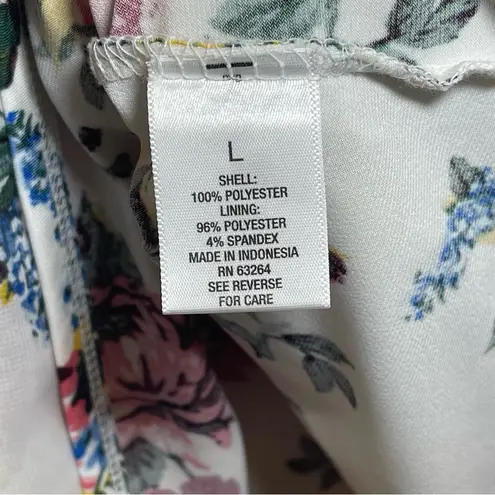 L
SHELL:
100% POLYESTER
LINING:
96% POLYESTER
4% SPANDEX
MADE IN INDONESIA
RN 63264
SEE REVERSE
FOR CARE